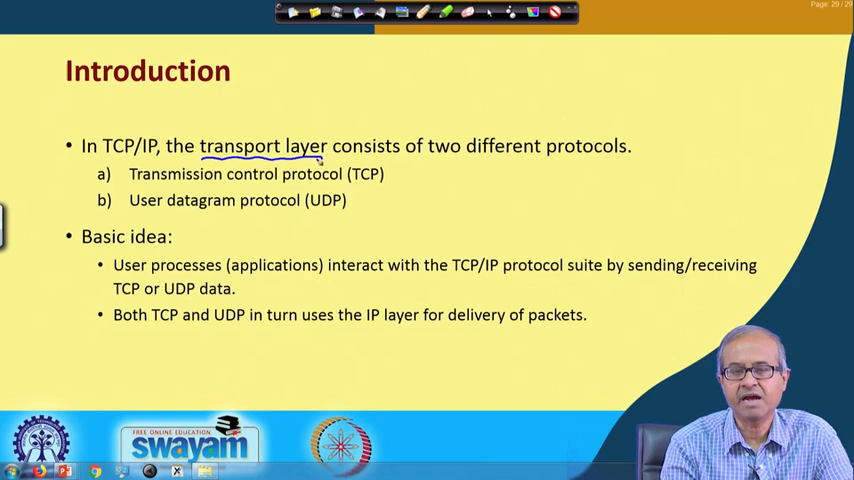 Page: 29 / 29
Introduction
• In TCP/IP, the transport layer consists of two different protocols.
a) Transmission control protocol (TCP)
b) User datagram protocol (UDP)
• Basic idea:
• User processes (applications) interact with the TCP/IP protocol suite by sending/receiving
TCP or UDP data.
• Both TCP and UDP in turn uses the IP layer for delivery of packets.
FREE ONLINE EDUCATION
swayam